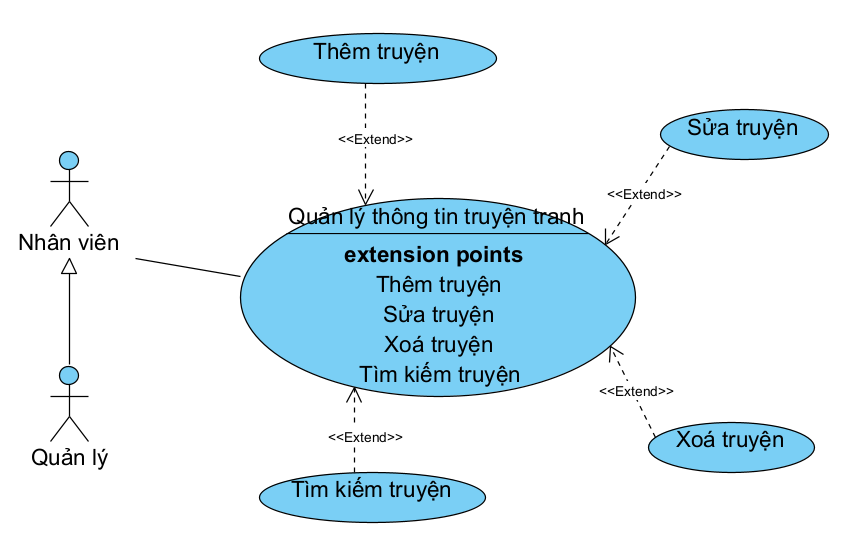 Thêm truyện
<<Extend>>
Sửa truyện
<<Extend>>
Nhân viên
Quản lý thông tin truyện tranh
extension points
Thêm truyện
Sửa truyện
Xoá truyện
Tìm kiếm truyện
<<Extend>>
Xoá truyện
<<Extend>>
Quản lý
Tìm kiếm truyện